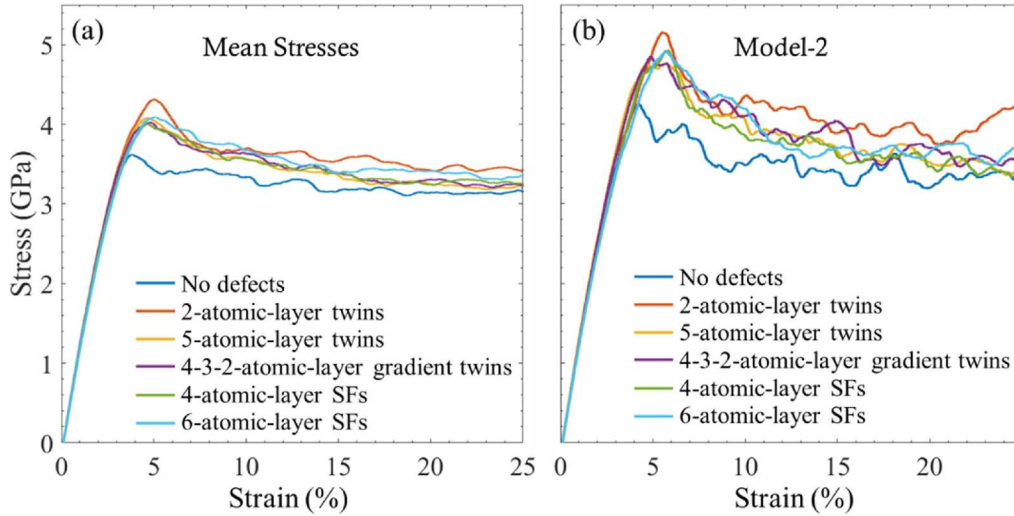 (a)
Mean Stresses
Stress (GPa)
5
4
3
2
1
0
No defects
2-atomic-layer twins
5-atomic-layer twins
4-3-2-atomic-layer gradient twins
4-atomic-layer SFs
6-atomic-layer SFs
0 5 10 15 20 25
Strain (%)
(b)
Model-2
No defects
2-atomic-layer twins
5-atomic-layer twins
4-3-2-atomic-layer gradient twins
4-atomic-layer SFs
6-atomic-layer SFs
0 5 10 15 20
Strain (%)